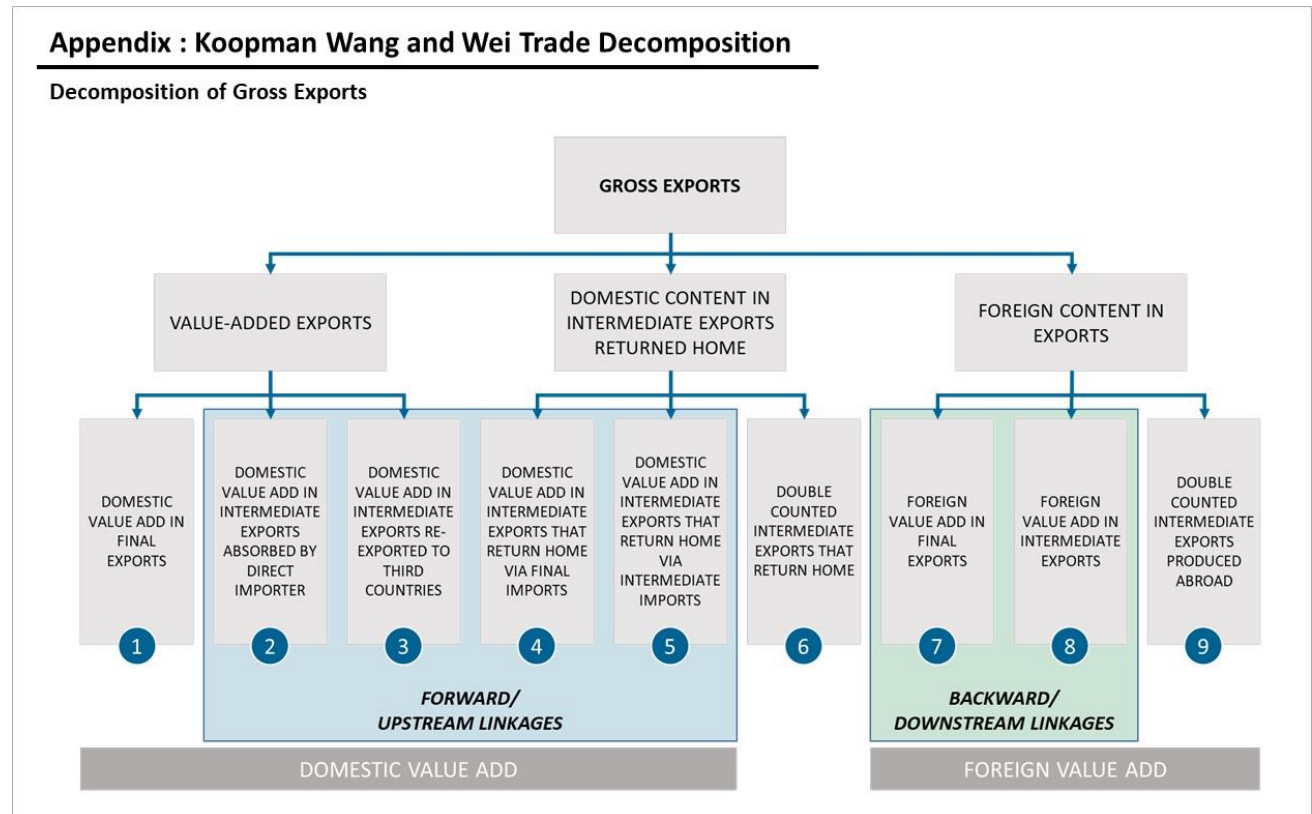 Appendix : Koopman Wang and Wei Trade Decomposition
Decomposition of Gross Exports
GROSS EXPORTS
VALUE-ADDED EXPORTS
DOMESTIC CONTENT IN
INTERMEDIATE EXPORTS
RETURNED HOME
FOREIGN CONTENT IN
EXPORTS
DOMESTIC
VALUE ADD IN
FINAL
EXPORTS
1
DOMESTIC
VALUE ADD IN
INTERMEDIATE
EXPORTS
ABSORBED BY
DIRECT
IMPORTER
2
DOMESTIC
VALUE ADD IN
INTERMEDIATE
EXPORTS RE-
EXPORTED TO
THIRD
COUNTRIES
3
DOMESTIC
VALUE ADD IN
INTERMEDIATE
EXPORTS THAT
RETURN HOME
VIA FINAL
IMPORTS
4
DOMESTIC
VALUE ADD IN
INTERMEDIATE
EXPORTS THAT
RETURN HOME
VIA
INTERMEDIATE
IMPORTS
5
DOUBLE
COUNTED
INTERMEDIATE
EXPORTS THAT
RETURN HOME
6
FOREIGN
VALUE ADD IN
FINAL
EXPORTS
7
FOREIGN
VALUE ADD IN
INTERMEDIATE
EXPORTS
8
DOUBLE
COUNTED
INTERMEDIATE
EXPORTS
PRODUCED
ABROAD
9
FORWARD/
UPSTREAM LINKAGES
BACKWARD/
DOWNSTREAM LINKAGES
DOMESTIC VALUE ADD
FOREIGN VALUE ADD